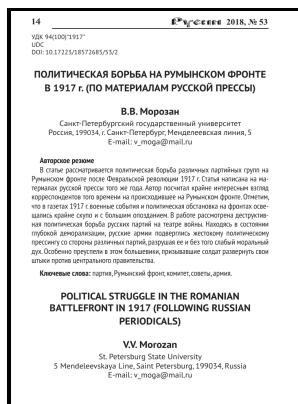 14
Русин 2018, № 53
УДК 94(100)"1917"
UDC
DOI: 10.17223/18572685/53/2
ПОЛИТИЧЕСКАЯ БОРЬБА НА РУМЫНСКОМ ФРОНТЕ
В 1917 г. (ПО МАТЕРИАЛАМ РУССКОЙ ПРЕССЫ)
В.В. Морозан
Санкт-Петербургский государственный университет
Россия, 199034, г. Санкт-Петербург, Менделеевская линия, 5
E-mail: v_moga@mail.ru
Авторское резюме
В статье рассматривается политическая борьба различных партийных групп на
Румынском фронте после Февральской революции 1917 г. Статья написана на ма-
териалах русской прессы того же года. Автор посчитал крайне интересным взгляд
корреспондентов того времени на происходившее на Румынском фронте. Отметим,
что в газетах 1917 г. военные события и политическая обстановка на фронтах осве-
щались крайне скупо и с большим опозданием. В работе рассмотрена деструктив-
ная политическая борьба русских партий на театре войны. Находясь в состоянии
глубокой деморализации, русские армии подверглись жестокому политическому
прессингу со стороны различных партий, разрушая ее и без того слабый моральный
дух. Особенно преуспели в этом большевики, призывавшие солдат развернуть свои
штыки против центрального правительства.
Ключевые слова: партия, Румынский фронт, комитет, советы, армия.
POLITICAL STRUGGLE IN THE ROMANIAN
BATTLEFRONT IN 1917 (FOLLOWING RUSSIAN
PERIODICALS)
V.V. Morozan
St. Petersburg State University
5 Mendeleevskaya Line, Saint Petersburg, 199034, Russia
E-mail: v_moga@mail.ru